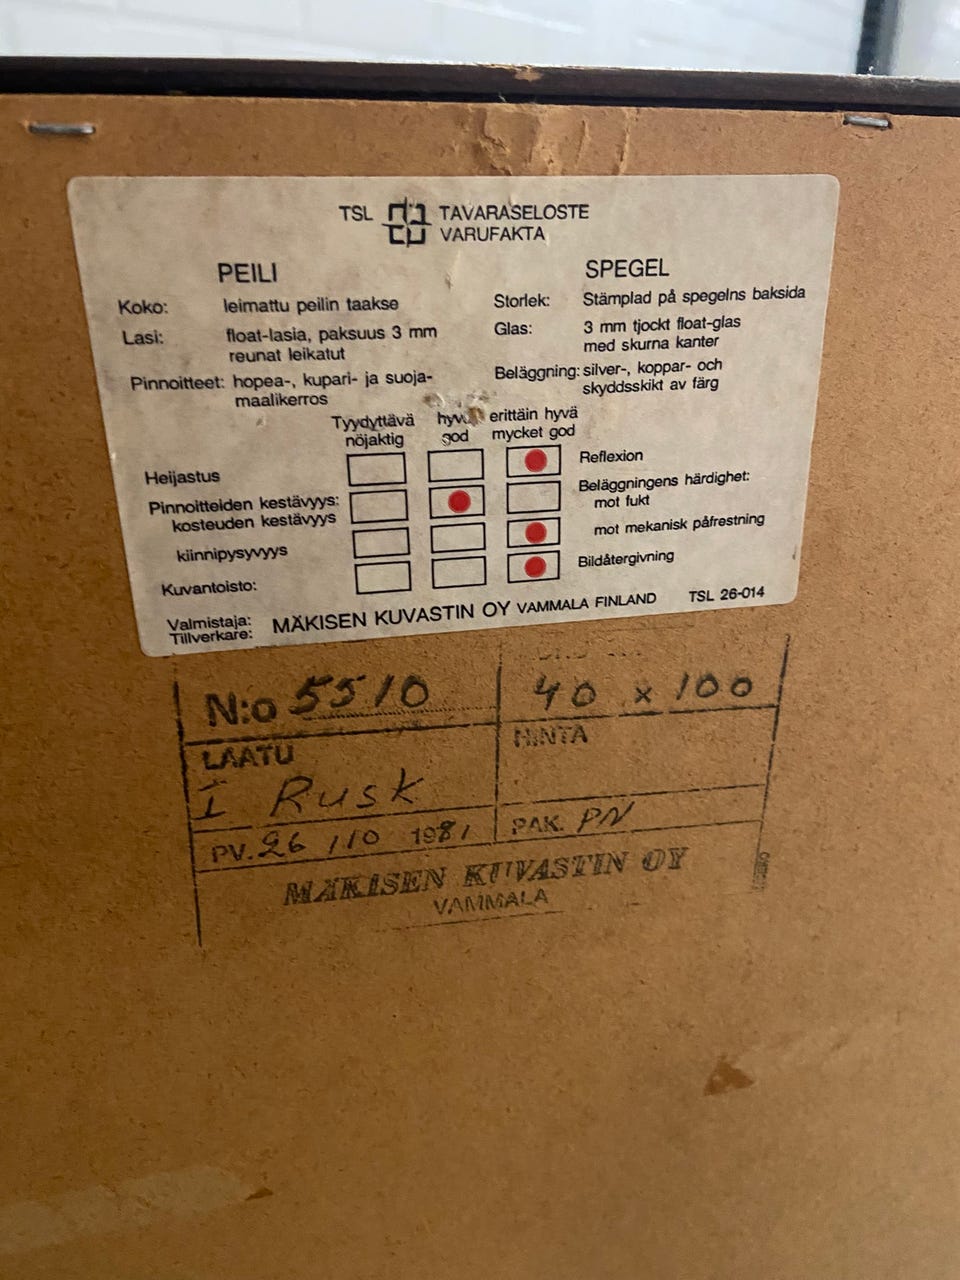 TSL TAVARASELOSTE
VARUFAKTA
PEILI
Koko: leimattu peilin taakse
Lasi: float-lasia, paksuus 3 mm
reunat leikatut
Pinnoitteet: hopea-, kupari- ja suoja-
maalikerros
SPEGEL
Storlek: Stämplad på spegelns baksida
Glas: 3 mm tjockt float-glas
med skurna kanter
Beläggning: silver-, koppar- och
skyddsskikt av färg
Tyydyttävä erittäin hyvä
nöjaktig god mycket god
Heijastus Reflexion
Pinnoitteiden kestävyys: Beläggningens härdighet:
kosteuden kestävyys mot fukt
kiinnipysyvyys mot mekanisk påfrestning
Kuvantoisto: Bildåtergivning
Valmistaja:
Tillverkare: MÄKISEN KUVASTIN OY VAMMALA FINLAND TSL 26-014
N:o 5510 40 x 100
LAATU HINTA
I Rusk
PV. 26 / 10 1981 PAK. PN
MÄKISEN KUVASTIN OY
VAMMALA